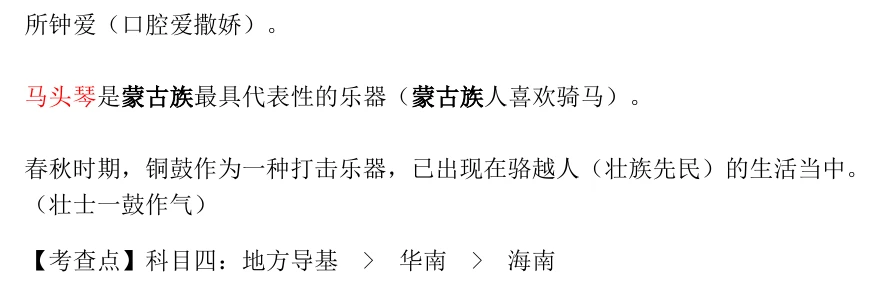 所钟爱（口腔爱撒娇）。
马头琴是蒙古族最具代表性的乐器（蒙古族人喜欢骑马）。
春秋时期，铜鼓作为一种打击乐器，已出现在骆越人（壮族先民）的生活当中。
（壮士一鼓作气）
【考查点】科目四：地方导基 > 华南 > 海南